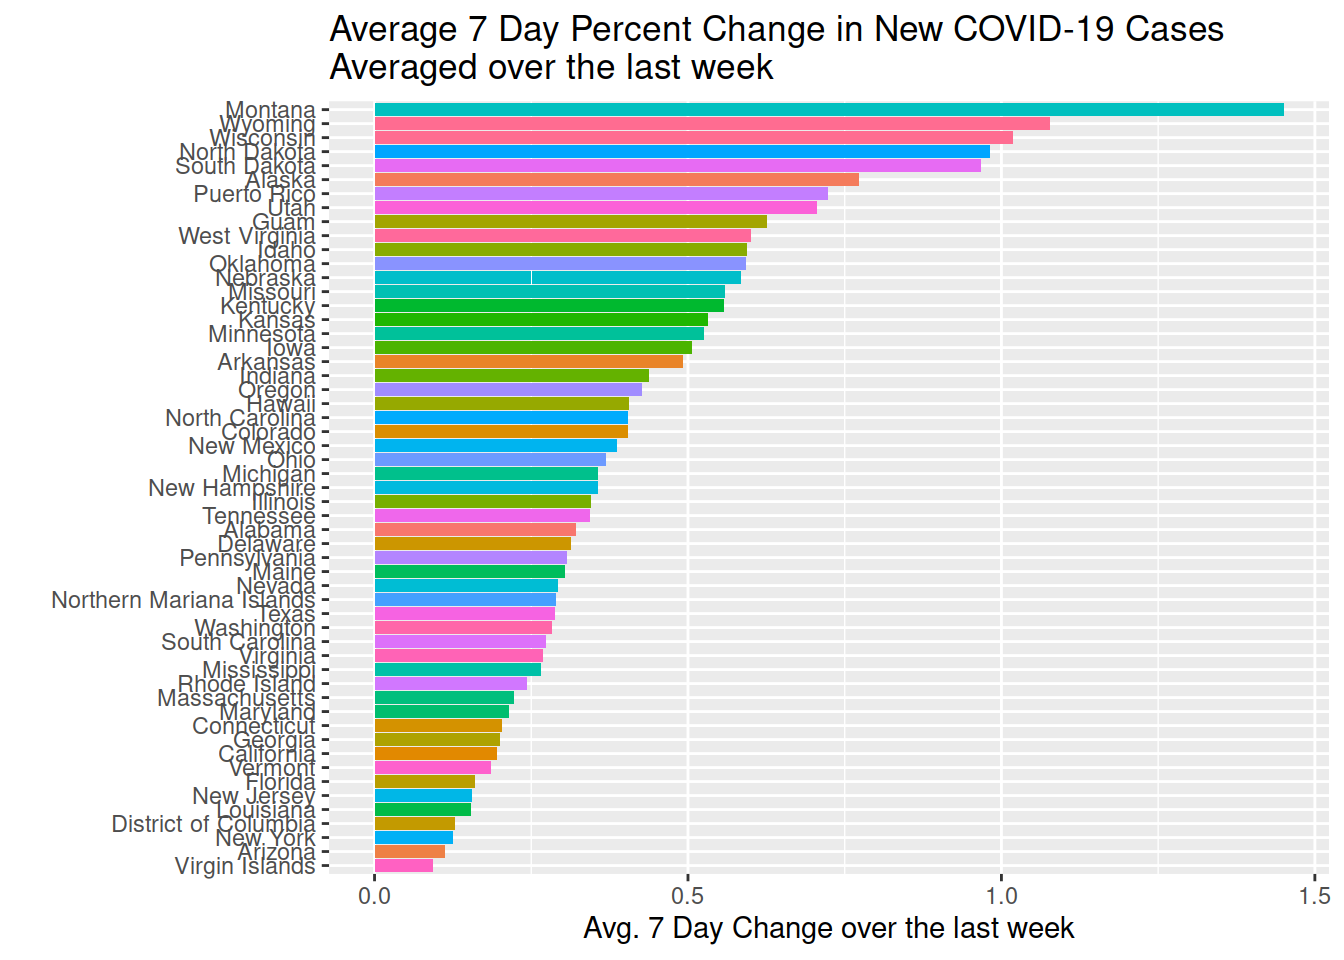 Average 7 Day Percent Change in New COVID-19 Cases
Averaged over the last week
Montana
Wyoming
Wisconsin
North Dakota
South Dakota
Alaska
Puerto Rico
Utah
Guam
West Virginia
Idaho
Oklahoma
Nebraska
Missouri
Kentucky
Kansas
Minnesota
Iowa
Arkansas
Indiana
Oregon
Hawaii
North Carolina
Colorado
New Mexico
Ohio
Michigan
New Hampshire
Illinois
Tennessee
Alabama
Delaware
Pennsylvania
Maine
Nevada
Northern Mariana Islands
Texas
Washington
South Carolina
Virginia
Mississippi
Rhode Island
Massachusetts
Maryland
Connecticut
Georgia
California
Vermont
Florida
New Jersey
Louisiana
District of Columbia
New York
Arizona
Virgin Islands
0.0 0.5 1.0 1.5
Avg. 7 Day Change over the last week